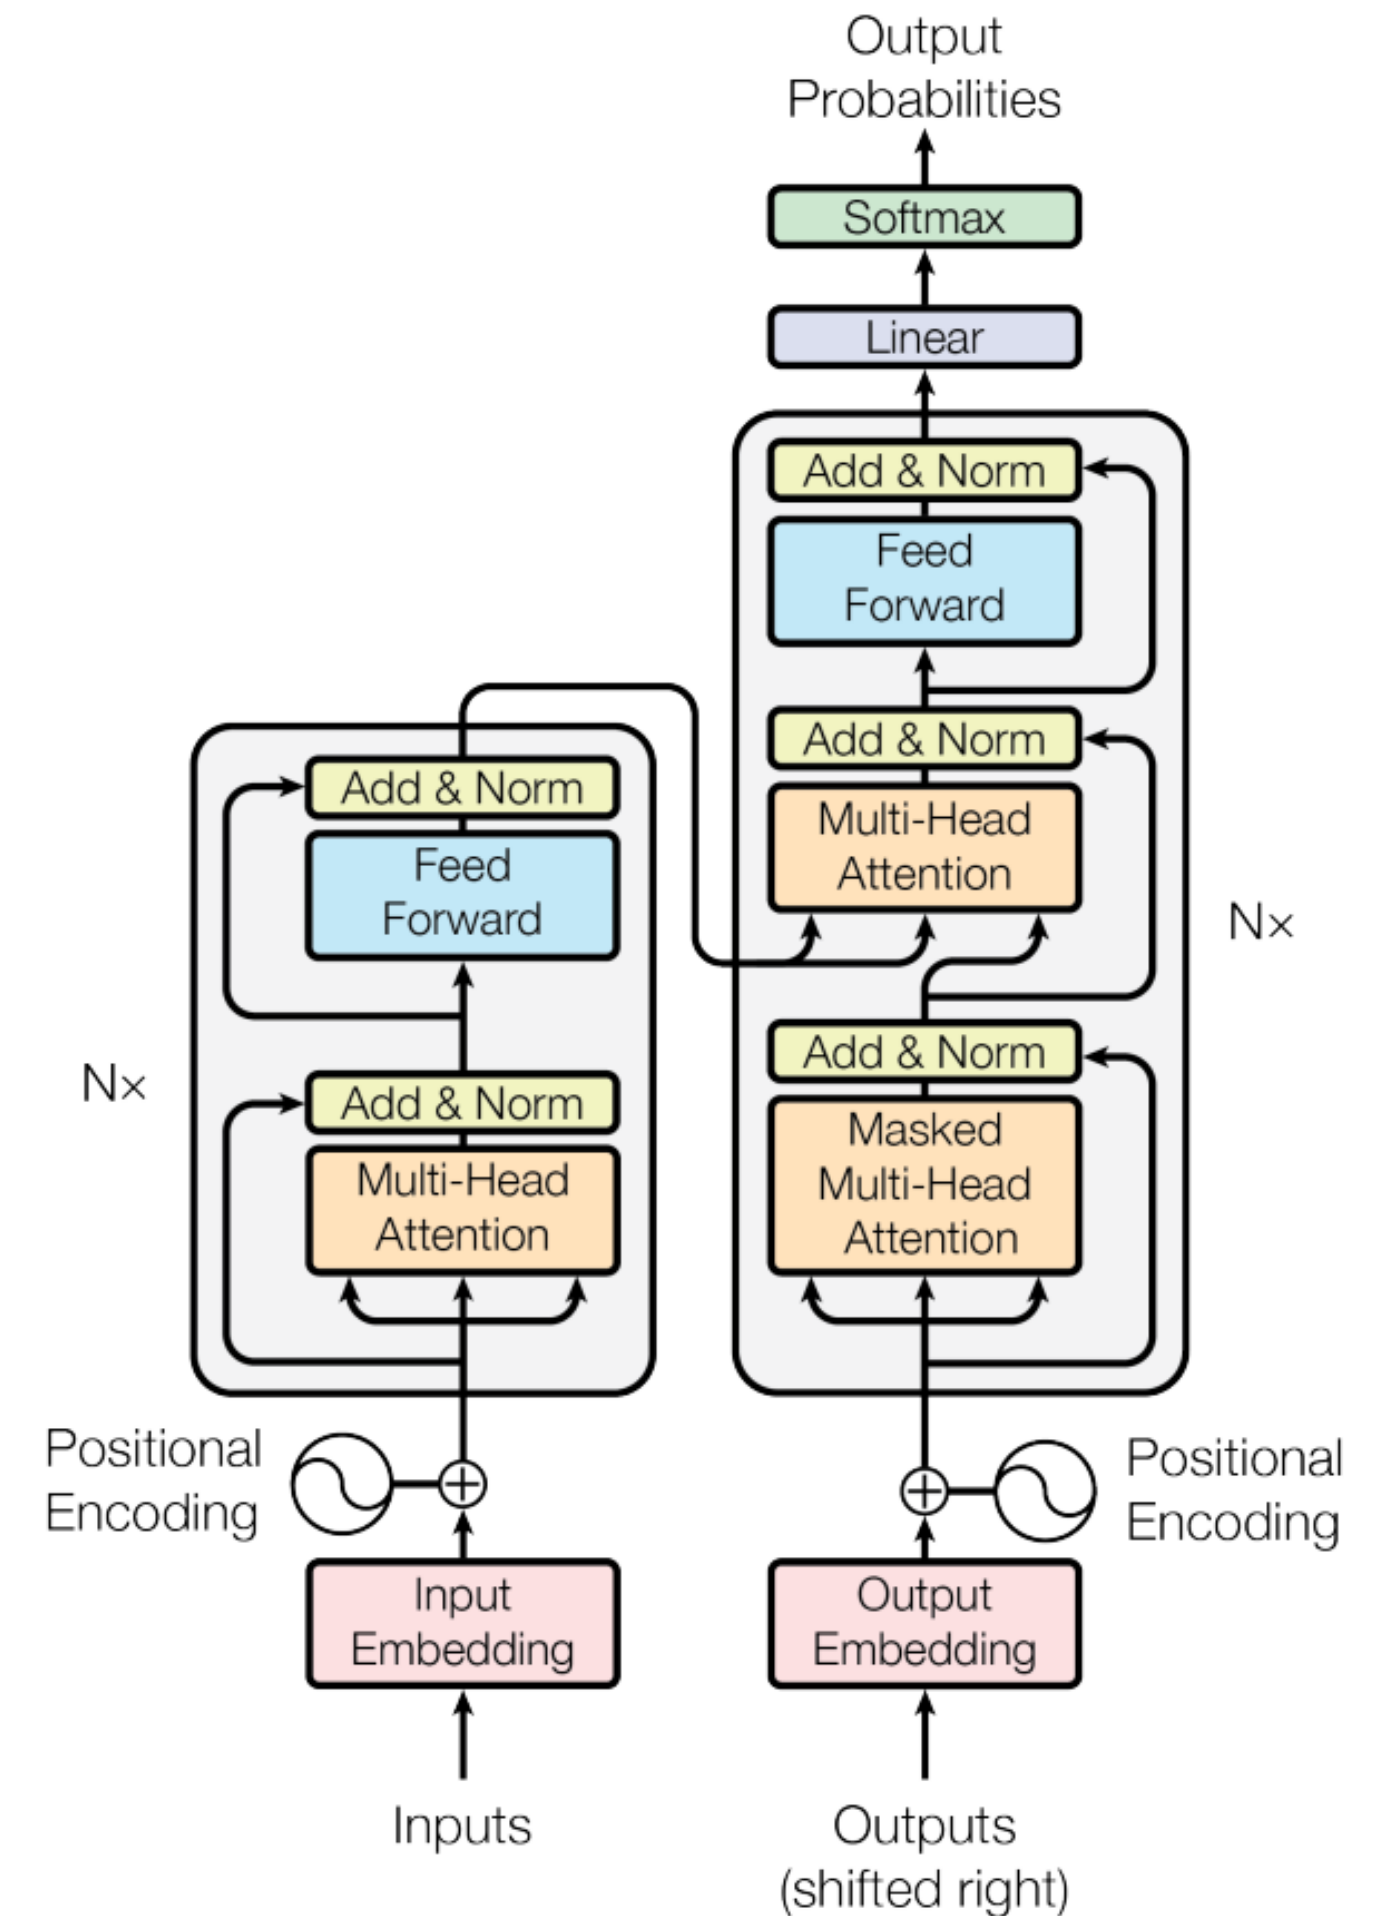 Output
Probabilities
Softmax
Linear
Add & Norm
Feed
Forward
Add & Norm
Multi-Head
Attention
Nx
Add & Norm
Masked
Multi-Head
Attention
Add & Norm
Feed
Forward
Nx
Add & Norm
Multi-Head
Attention
Positional
Encoding
Positional
Encoding
Input
Embedding
Output
Embedding
Inputs
Outputs
(shifted right)